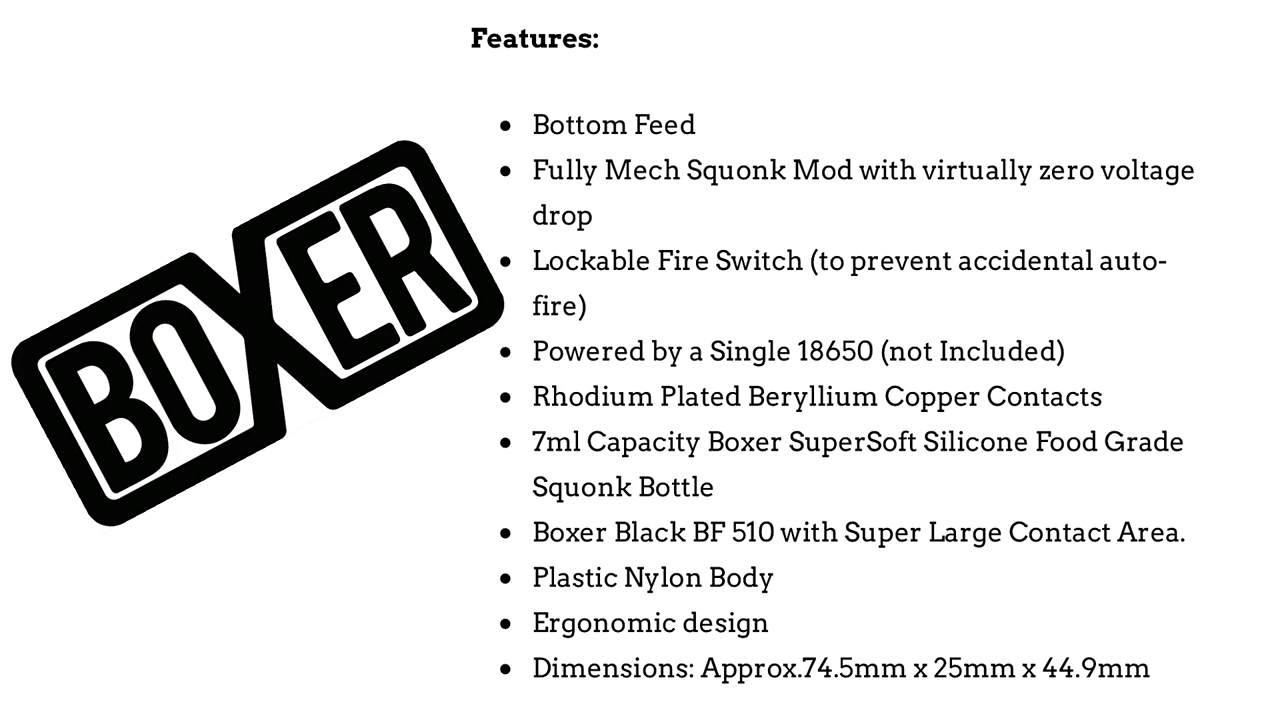 Features:
BOXER
Bottom Feed
Fully Mech Squonk Mod with virtually zero voltage
drop
Lockable Fire Switch (to prevent accidental auto-
fire)
Powered by a Single 18650 (not Included)
Rhodium Plated Beryllium Copper Contacts
7ml Capacity Boxer SuperSoft Silicone Food Grade
Squonk Bottle
Boxer Black BF 510 with Super Large Contact Area.
Plastic Nylon Body
Ergonomic design
Dimensions: Approx.74.5mm x 25mm x 44.9mm